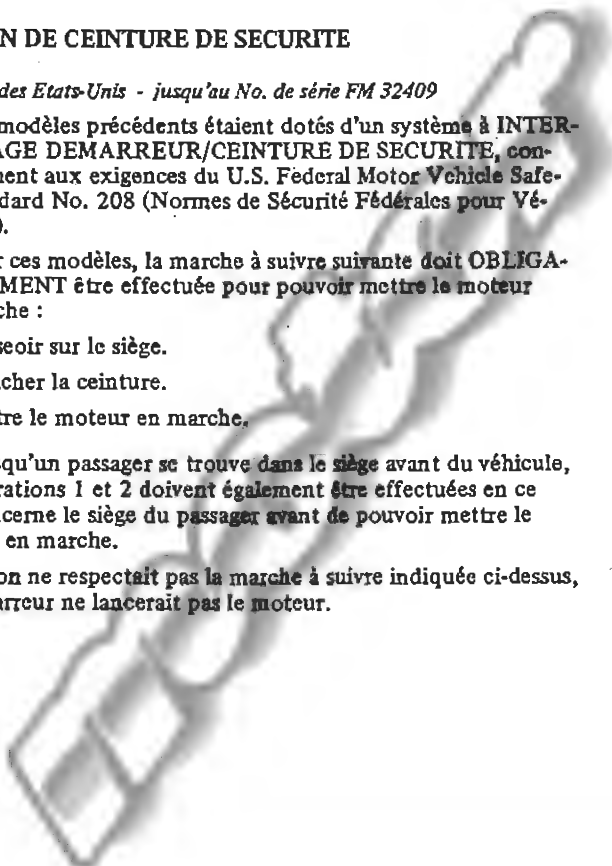 N DE CEINTURE DE SECURITE
des Etats-Unis - jusqu'au No. de série FM 32409
modèles précédents étaient dotés d'un système à INTER-
AGE DEMARREUR/CEINTURE DE SECURITE, con-
ment aux exigences du U.S. Federal Motor Vehicle Safe-
dard No. 208 (Normes de Sécurité Fédérales pour Vé-
).
r ces modèles, la marche à suivre suivante doit OBLIGA-
MENT être effectuée pour pouvoir mettre le moteur
che :
seoir sur le siège.
cher la ceinture.
tre le moteur en marche.
squ'un passager se trouve dans le siège avant du véhicule,
rations 1 et 2 doivent également être effectuées en ce
cerne le siège du passager avant de pouvoir mettre le
en marche.
on ne respectait pas la marche à suivre indiquée ci-dessus,
arreur ne lancerait pas le moteur.